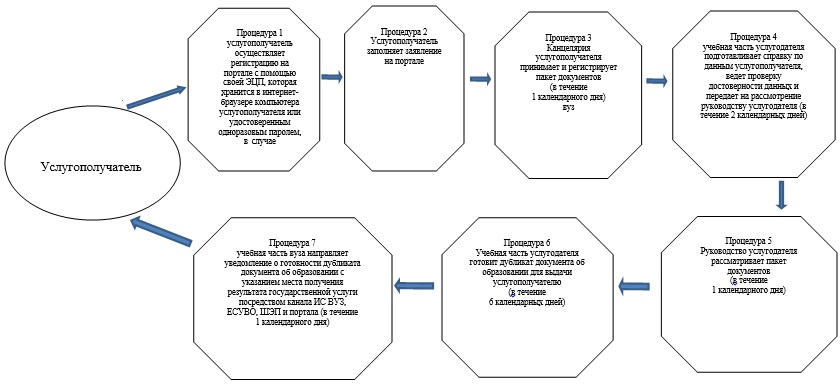 Процедура 1
услугополучатель
осуществляет
регистрацию на
портале с помощью
своей ЭЦП, которая
хранится в интернет-
браузере компьютера
услугополучателя или
удостоверенным
одноразовым паролем,
в случае
Процедура 2
Услугополучатель
заполняет заявление
на портале
Процедура 3
Канцелярия
услугополучателя
принимает и регистрирует
пакет документов
(в течение
1 календарного дня)
вуз
Процедура 4
учебная часть услугодателя
подготавливает справку по
данным услугополучателя,
ведет проверку
достоверности данных и
передает на рассмотрение
руководству услугодателя (в
течение 2 календарных дней)
Услугополучатель
Процедура 5
Руководство услугодателя
рассматривает пакет
документов
(в течение
1 календарного дня)
Процедура 6
Учебная часть услугодателя
готовит дубликат документа об
образовании для выдачи
услугополучателю
(в течение
6 календарных дней)
Процедура 7
учебная часть вуза направляет
уведомление о готовности дубликата
документа об образовании с
указанием места получения
результата государственной услуги
посредством канала ИС ВУЗ,
ЕСУВО, ШЭП и портала (в течение
1 календарного дня)